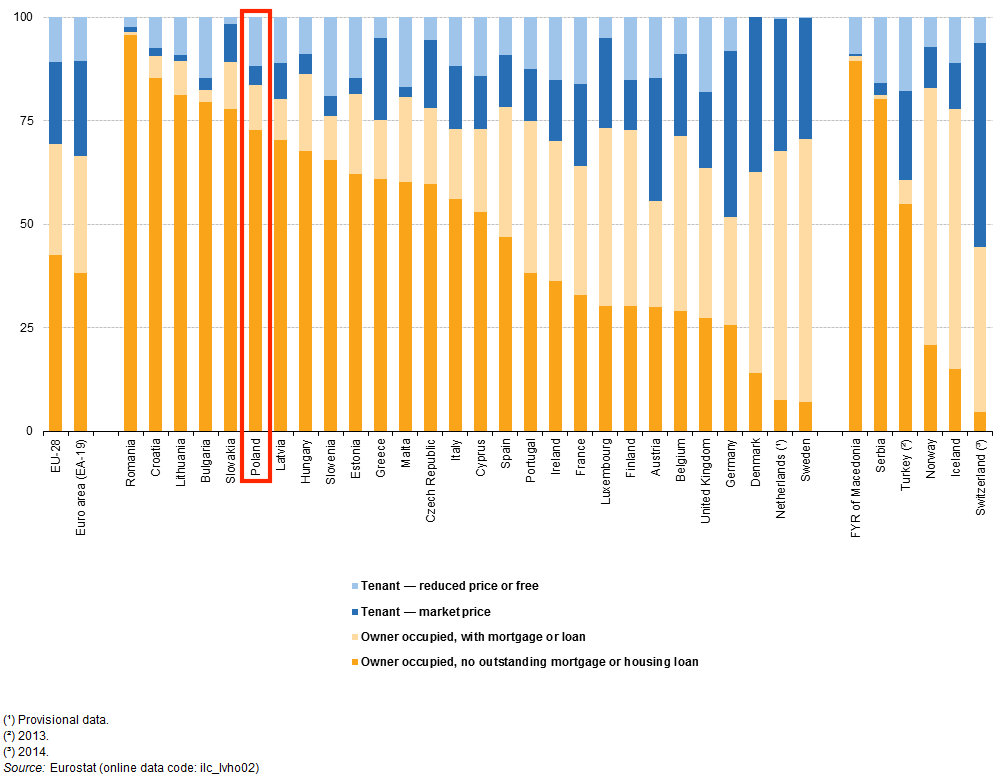 100
75
50
25
0
EU-28
Euro area (EA-19)
Romania
Croatia
Lithuania
Bulgaria
Slovakia
Poland
Latvia
Hungary
Slovenia
Estonia
Greece
Malta
Czech Republic
Italy
Cyprus
Spain
Portugal
Ireland
France
Luxembourg
Finland
Austria
Belgium
United Kingdom
Germany
Denmark
Netherlands (¹)
Sweden
FYR of Macedonia
Serbia
Turkey (²)
Norway
Iceland
Switzerland (³)
Tenant — reduced price or free
Tenant — market price
Owner occupied, with mortgage or loan
Owner occupied, no outstanding mortgage or housing loan
(¹) Provisional data.
(²) 2013.
(³) 2014.
Source: Eurostat (online data code: ilc_lvho02)